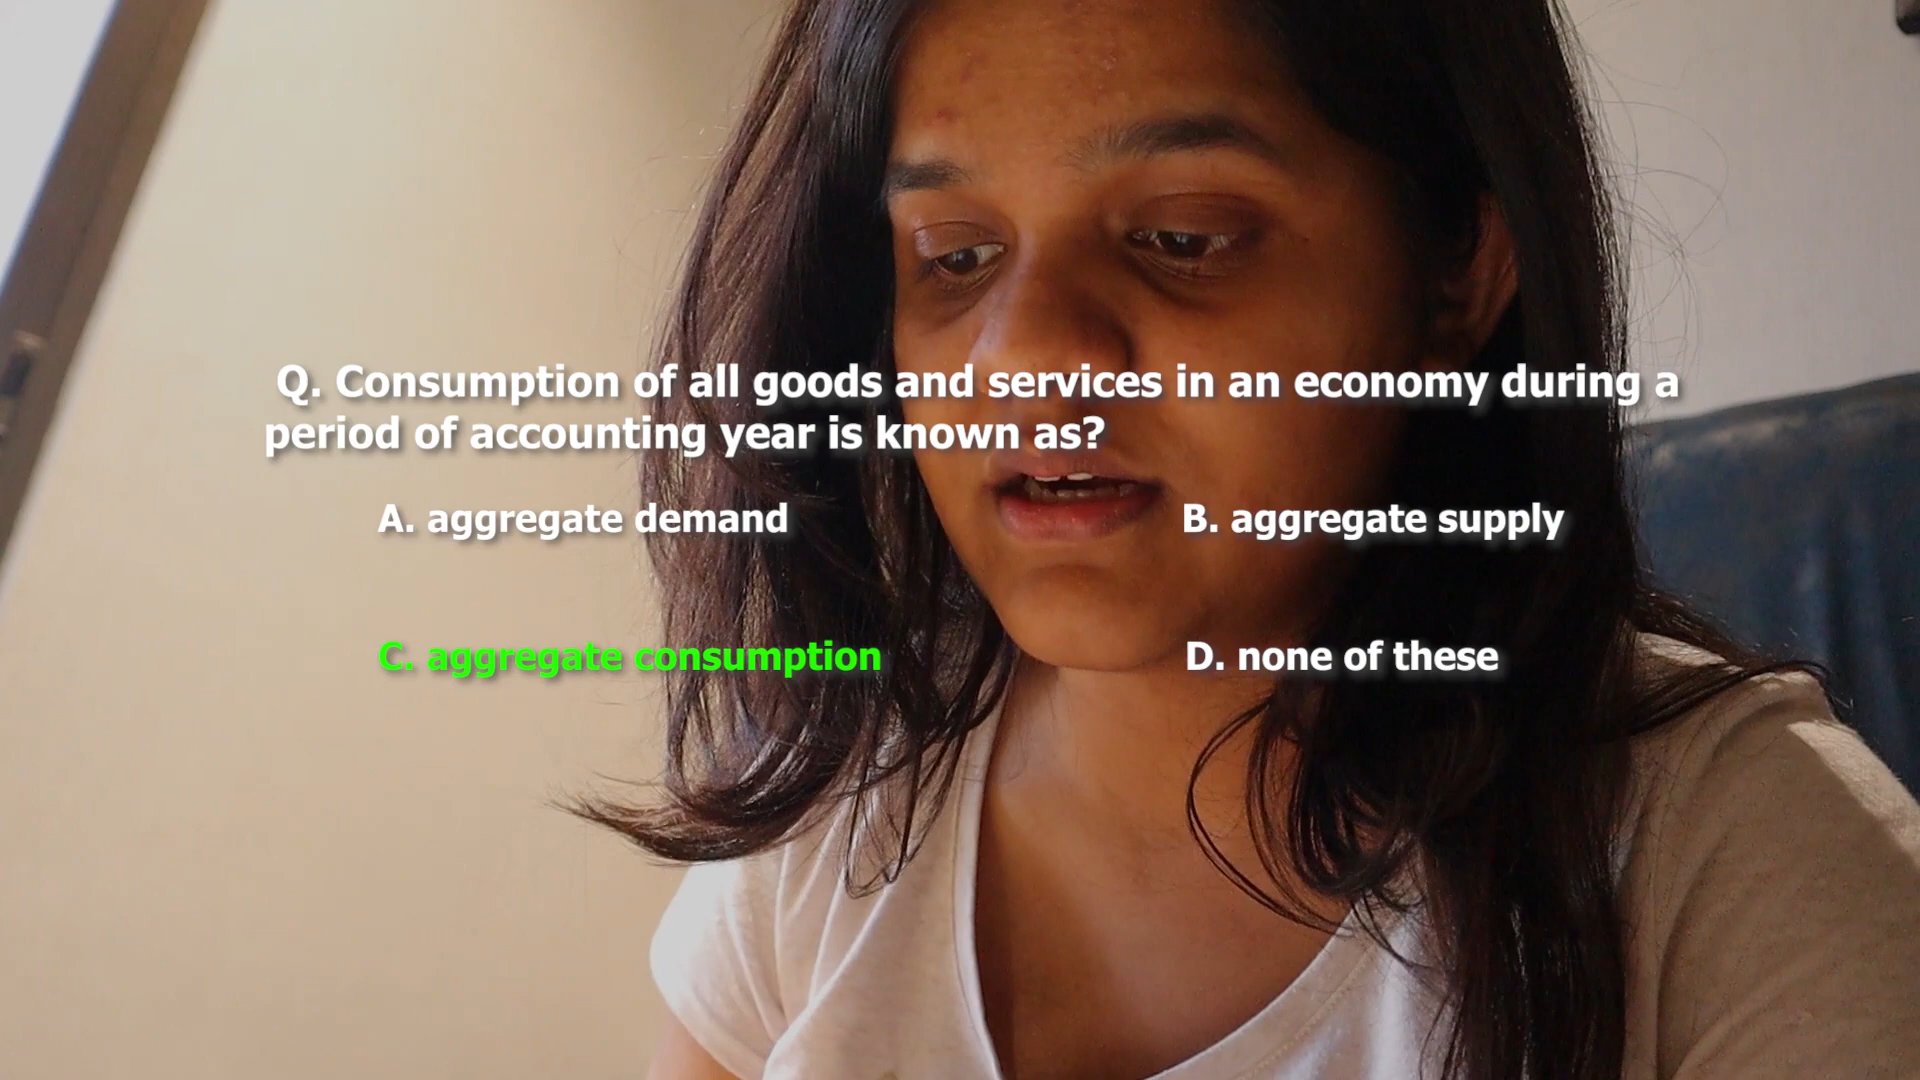 Q. Consumption of all goods and services in an economy during a
period of accounting year is known as?
A. aggregate demand
B. aggregate supply
C. aggregate consumption
D. none of these